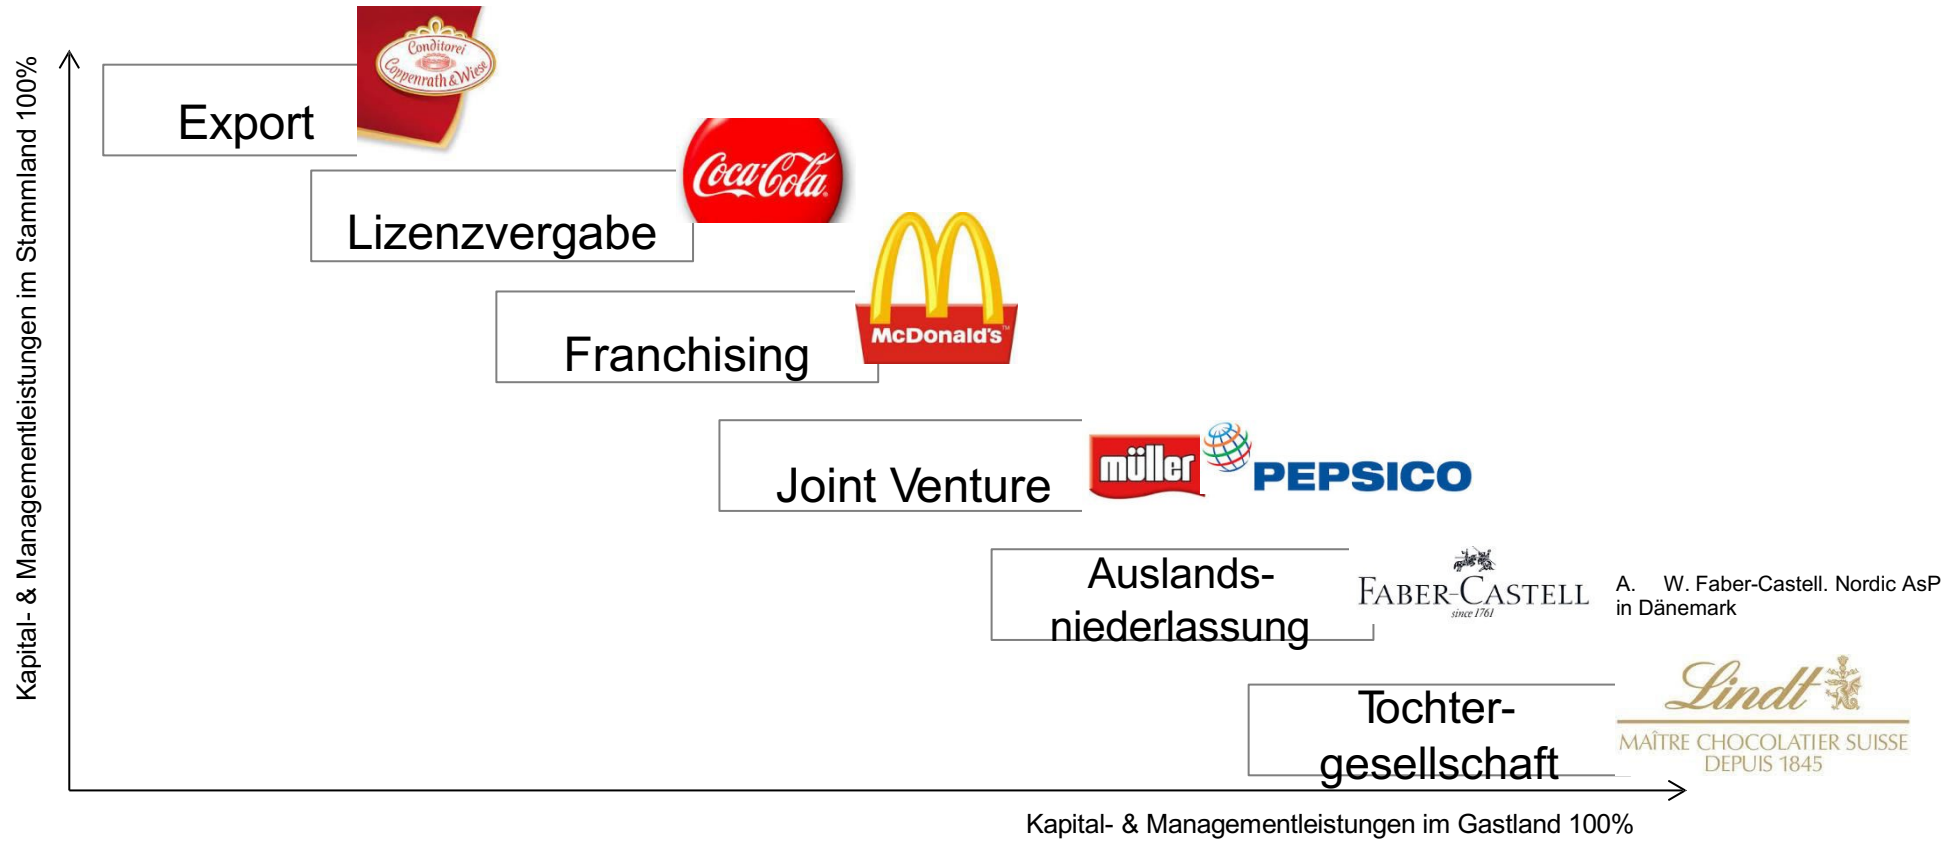 Kapital- & Managementleistungen im Stammland 100%
Export
Conditorei
Coppenrath & Wiese
Lizenzvergabe
Coca-Cola
Franchising
McDonald's™
Joint Venture
müller
PEPSICO
Auslands-
niederlassung
FABER-CASTELL
since 1761
A. W. Faber-Castell. Nordic AsP
in Dänemark
Tochter-
gesellschaft
Lindt
MAÎTRE CHOCOLATIER SUISSE
DEPUIS 1845
Kapital- & Managementleistungen im Gastland 100%